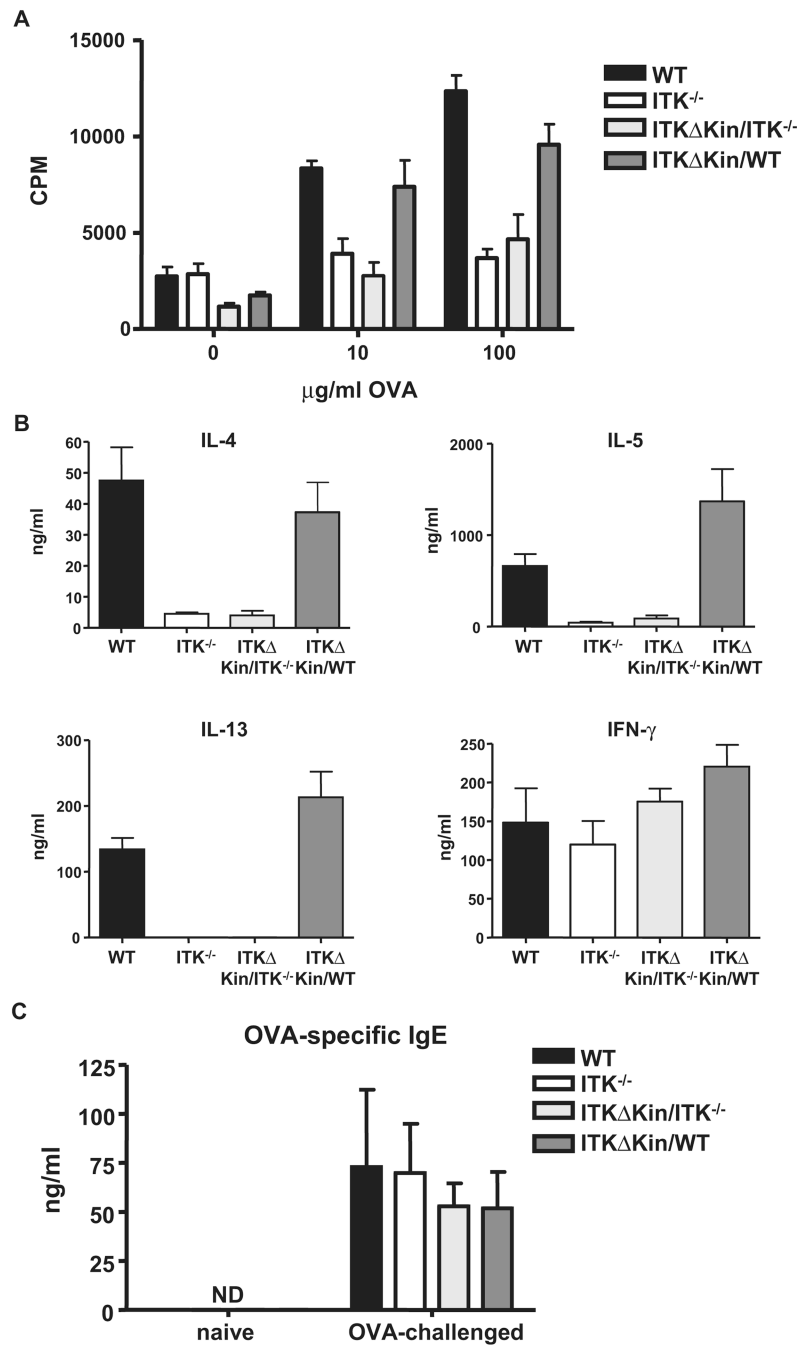 A
15000
10000
5000
0
CPM
0 10 100
μg/ml OVA
WT
ITK-/-
ITKΔKin/ITK-/-
ITKΔKin/WT
B
IL-4
60
50
40
30
20
10
0
ng/ml
WT ITK-/- ITKΔ ITKΔ
Kin/ITK-/- Kin/WT
IL-5
2000
1000
0
ng/ml
WT ITK-/- ITKΔ ITKΔ
Kin/ITK-/- Kin/WT
IL-13
300
200
100
0
ng/ml
WT ITK-/- ITKΔ ITKΔ
Kin/ITK-/- Kin/WT
IFN-γ
250
200
150
100
50
0
ng/ml
WT ITK-/- ITKΔ ITKΔ
Kin/ITK-/- Kin/WT
C
OVA-specific IgE
125
100
75
50
25
0
ng/ml
ND
naive OVA-challenged
WT
ITK-/-
ITKΔKin/ITK-/-
ITKΔKin/WT